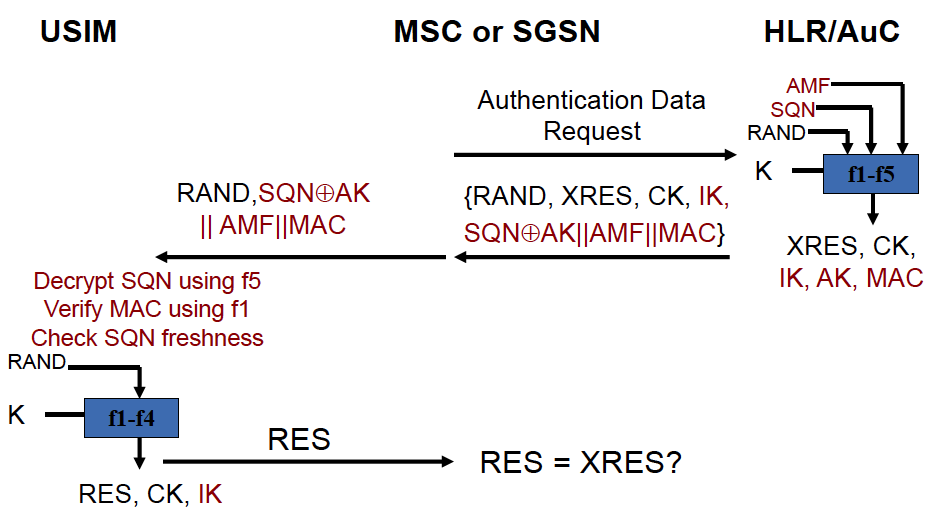 USIM
MSC or SGSN
HLR/AuC
Authentication Data
Request
AMF
SQN
RAND
K
f1-f5
XRES, CK,
IK, AK, MAC
{RAND, XRES, CK, IK,
SQN⊕AK||AMF||MAC}
RAND,SQN⊕AK
|| AMF||MAC
Decrypt SQN using f5
Verify MAC using f1
Check SQN freshness
RAND
K
f1-f4
RES, CK, IK
RES
RES = XRES?